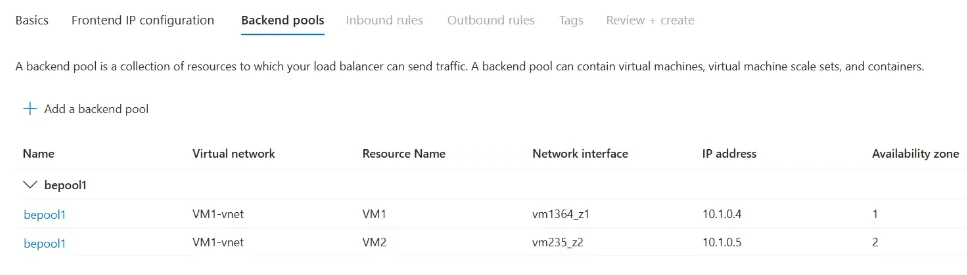 Basics Frontend IP configuration Backend pools Inbound rules Outbound rules Tags Review + create
A backend pool is a collection of resources to which your load balancer can send traffic. A backend pool can contain virtual machines, virtual machine scale sets, and containers.
+ Add a backend pool
Name Virtual network Resource Name Network interface IP address Availability zone
bepool1
bepool1 VM1-vnet VM1 vm1364_z1 10.1.0.4 1
bepool1 VM1-vnet VM2 vm235_z2 10.1.0.5 2